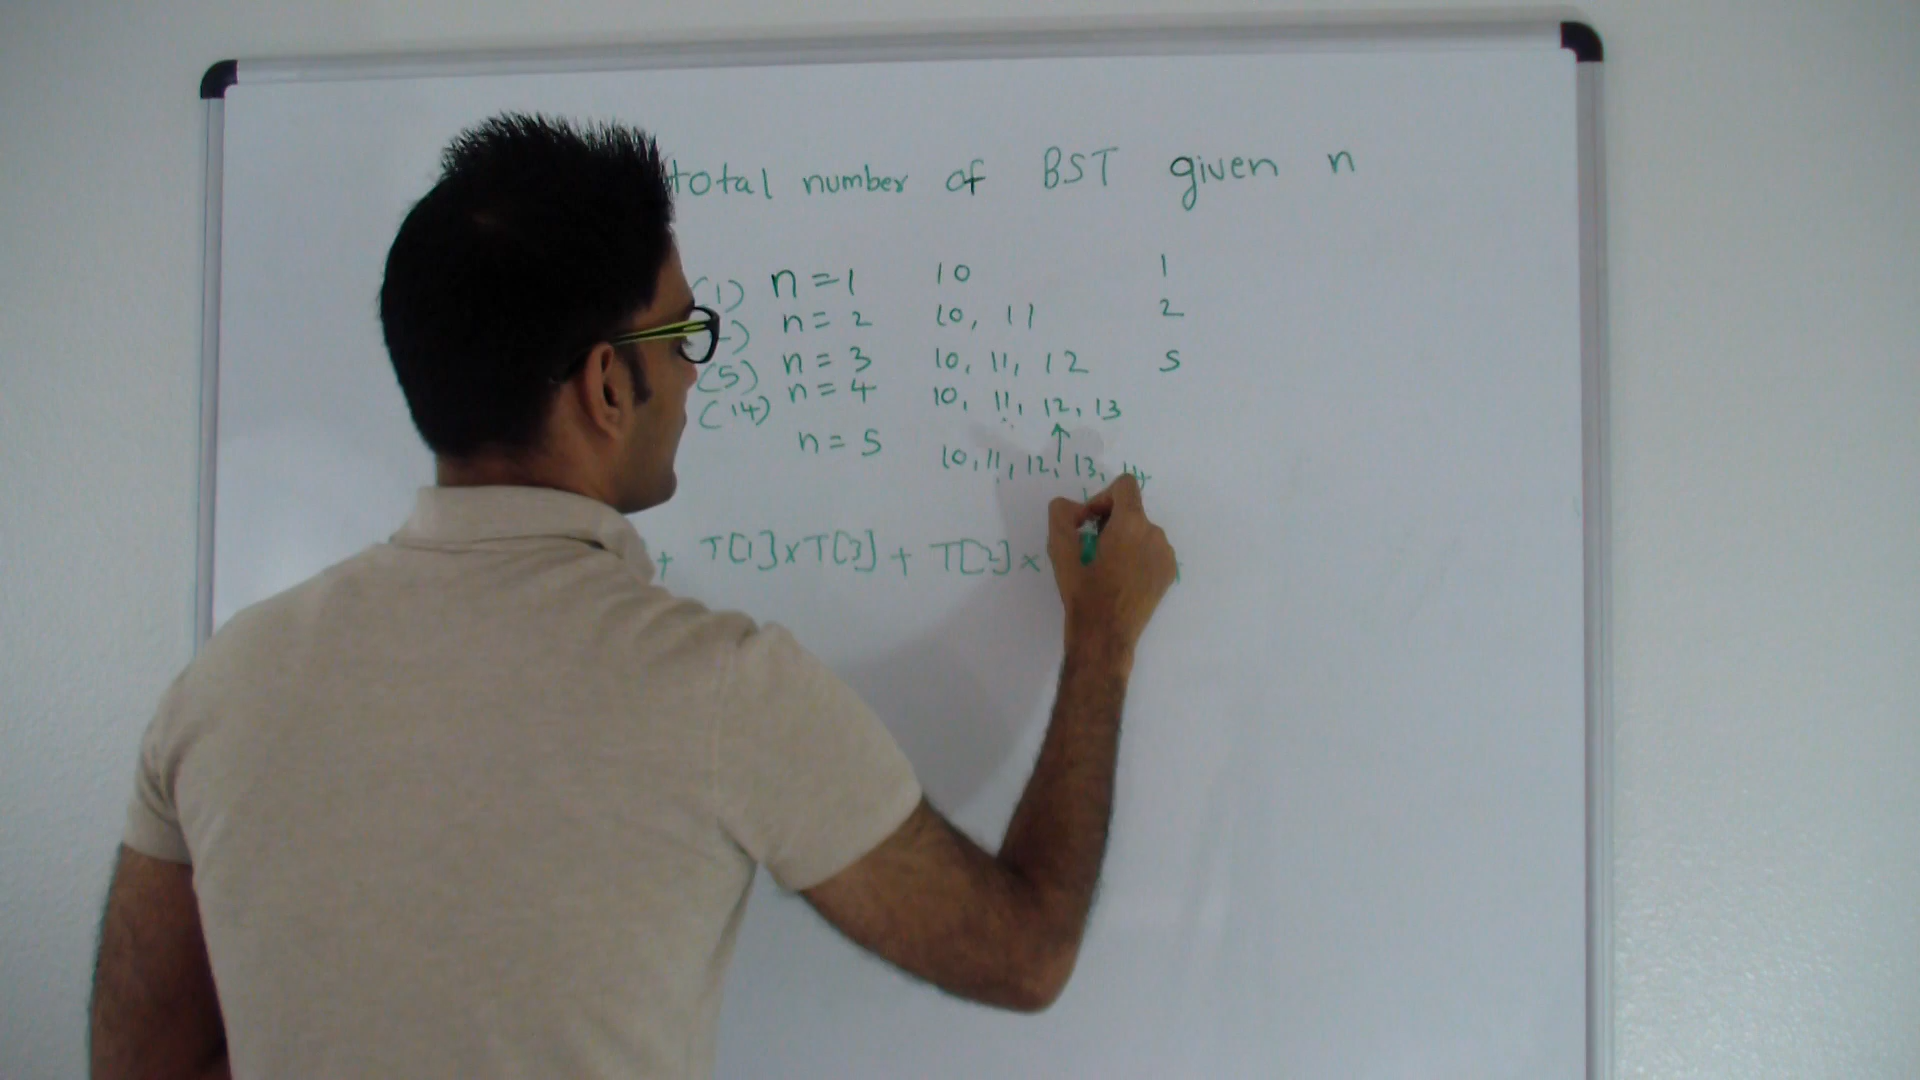 total number of BST given n
(1) n=1 10 1
n=2 10, 11 2
(5) n=3 10, 11, 12 5
(14) n=4 10, 11, 12, 13
n=5 10, 11, 12, 13, 14
+ T[1]xT[3] + T[2]x